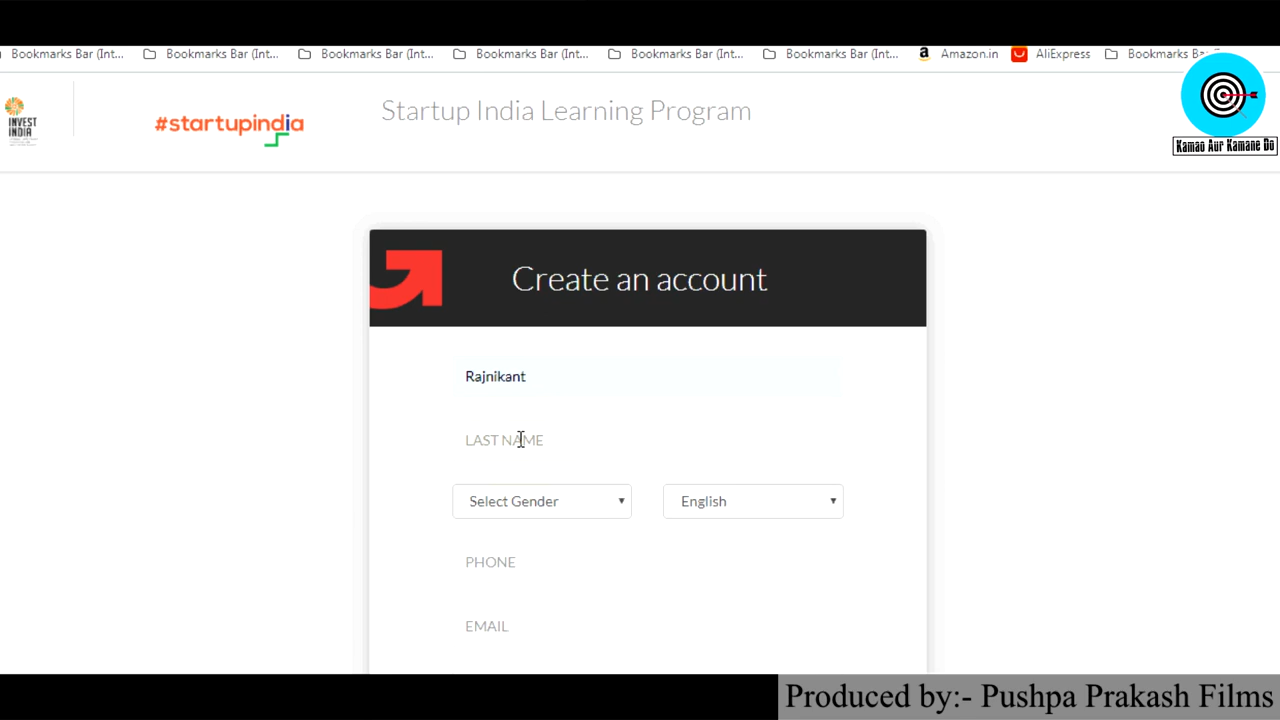 Bookmarks Bar (Int... Bookmarks Bar (Int... Bookmarks Bar (Int... Bookmarks Bar (Int... Bookmarks Bar (Int... Bookmarks Bar (Int... Amazon.in AliExpress Bookmarks Ba
INVEST
INDIA
#startupindia
Startup India Learning Program
Kamao Aur Kamane Do
Create an account
Rajnikant
LAST NAME
Select Gender English
PHONE
EMAIL
Produced by:- Pushpa Prakash Films